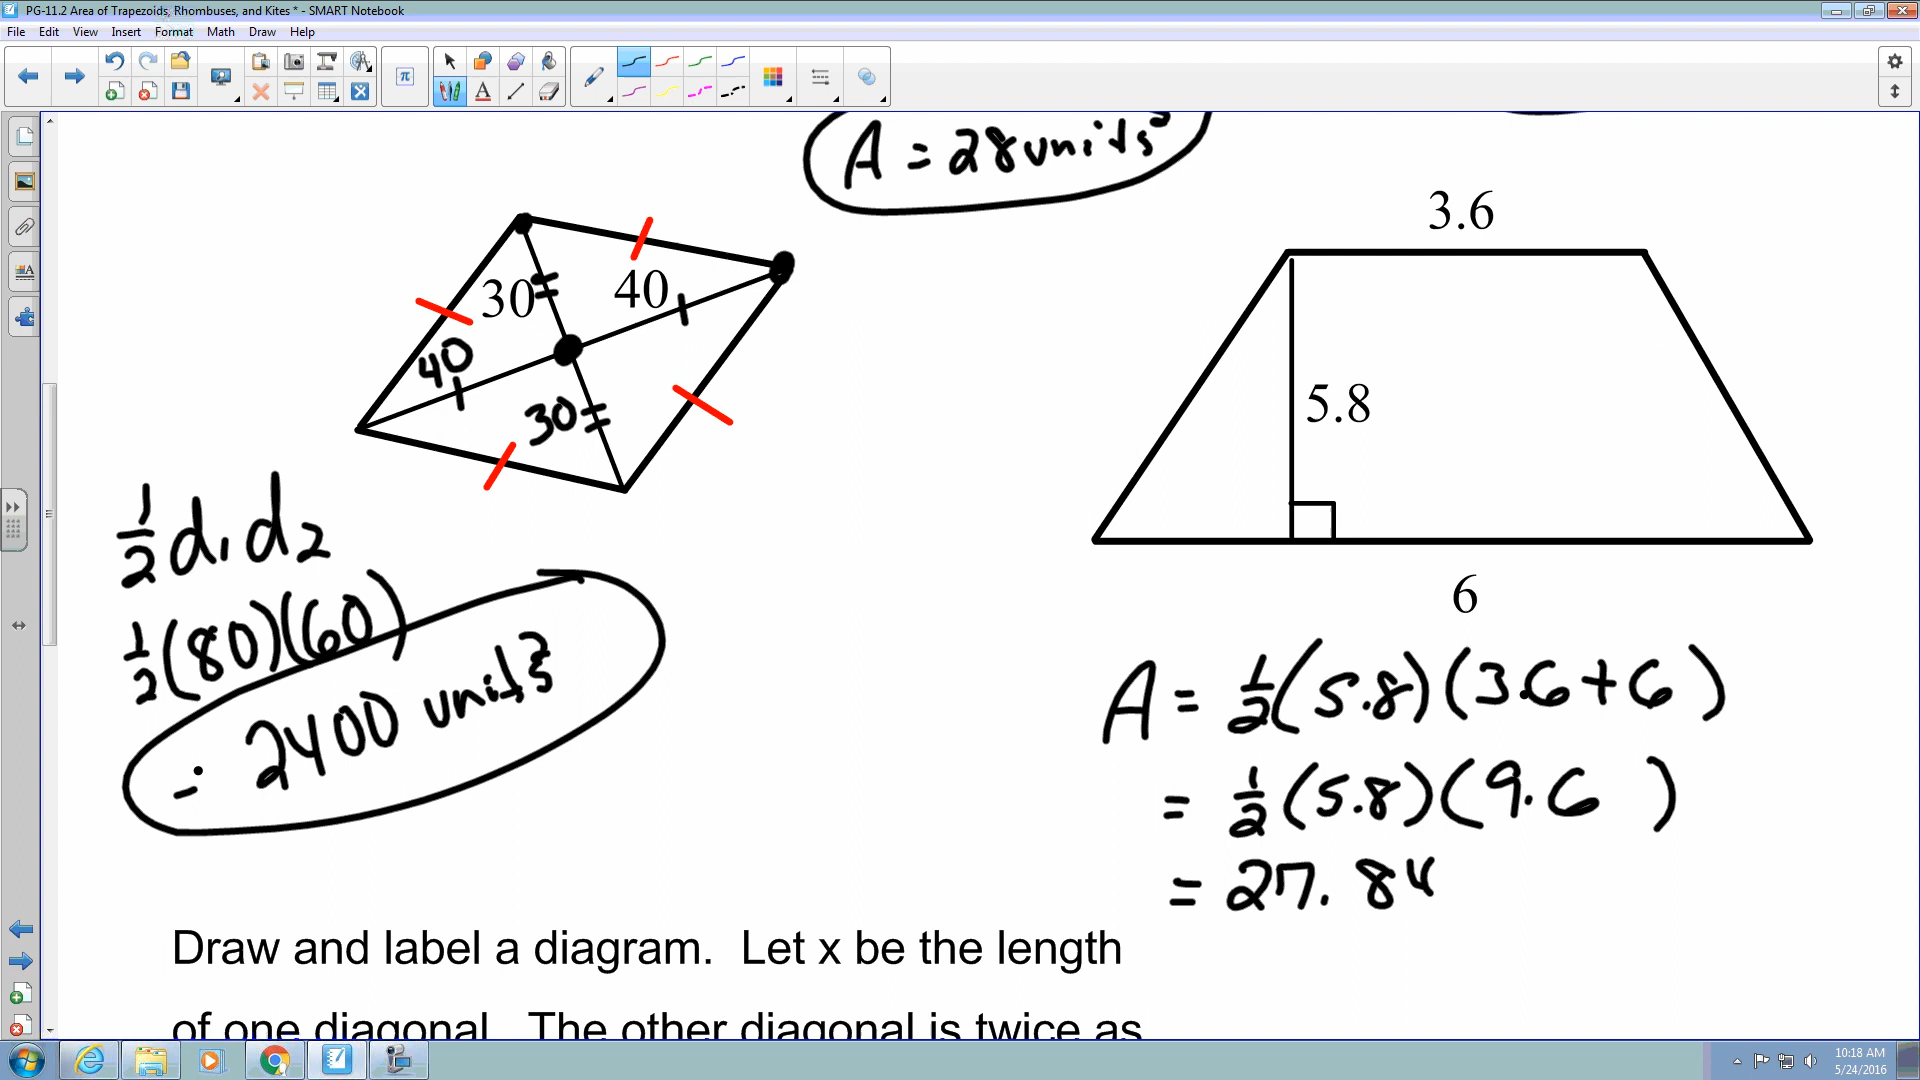 PG-11.2 Area of Trapezoids, Rhombuses, and Kites * - SMART Notebook
File Edit View Insert Format Math Draw Help
A = 28 units²
30
40
40
30
½ d₁ d₂
½(80)(60)
= 2400 units²
3.6
5.8
6
A = ½(5.8)(3.6+6)
= ½(5.8)(9.6)
= 27.84
Draw and label a diagram. Let x be the length
of one diagonal. The other diagonal is twice as
10:18 AM
5/24/2016